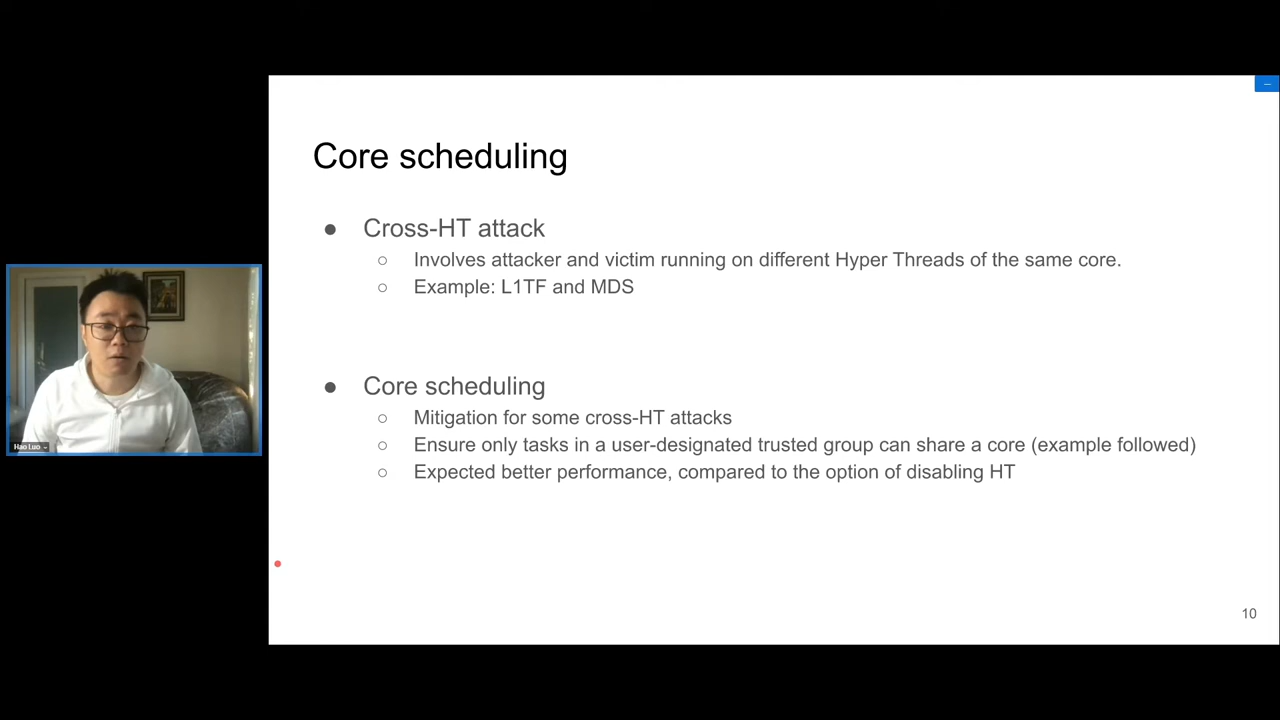 Core scheduling
● Cross-HT attack
○ Involves attacker and victim running on different Hyper Threads of the same core.
○ Example: L1TF and MDS
● Core scheduling
○ Mitigation for some cross-HT attacks
○ Ensure only tasks in a user-designated trusted group can share a core (example followed)
○ Expected better performance, compared to the option of disabling HT
Hao Luo
10